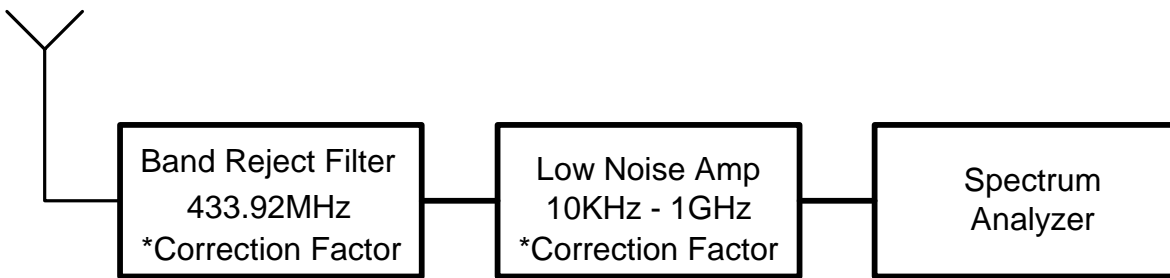 Band Reject Filter
433.92MHz
*Correction Factor
Low Noise Amp
10KHz - 1GHz
*Correction Factor
Spectrum
Analyzer